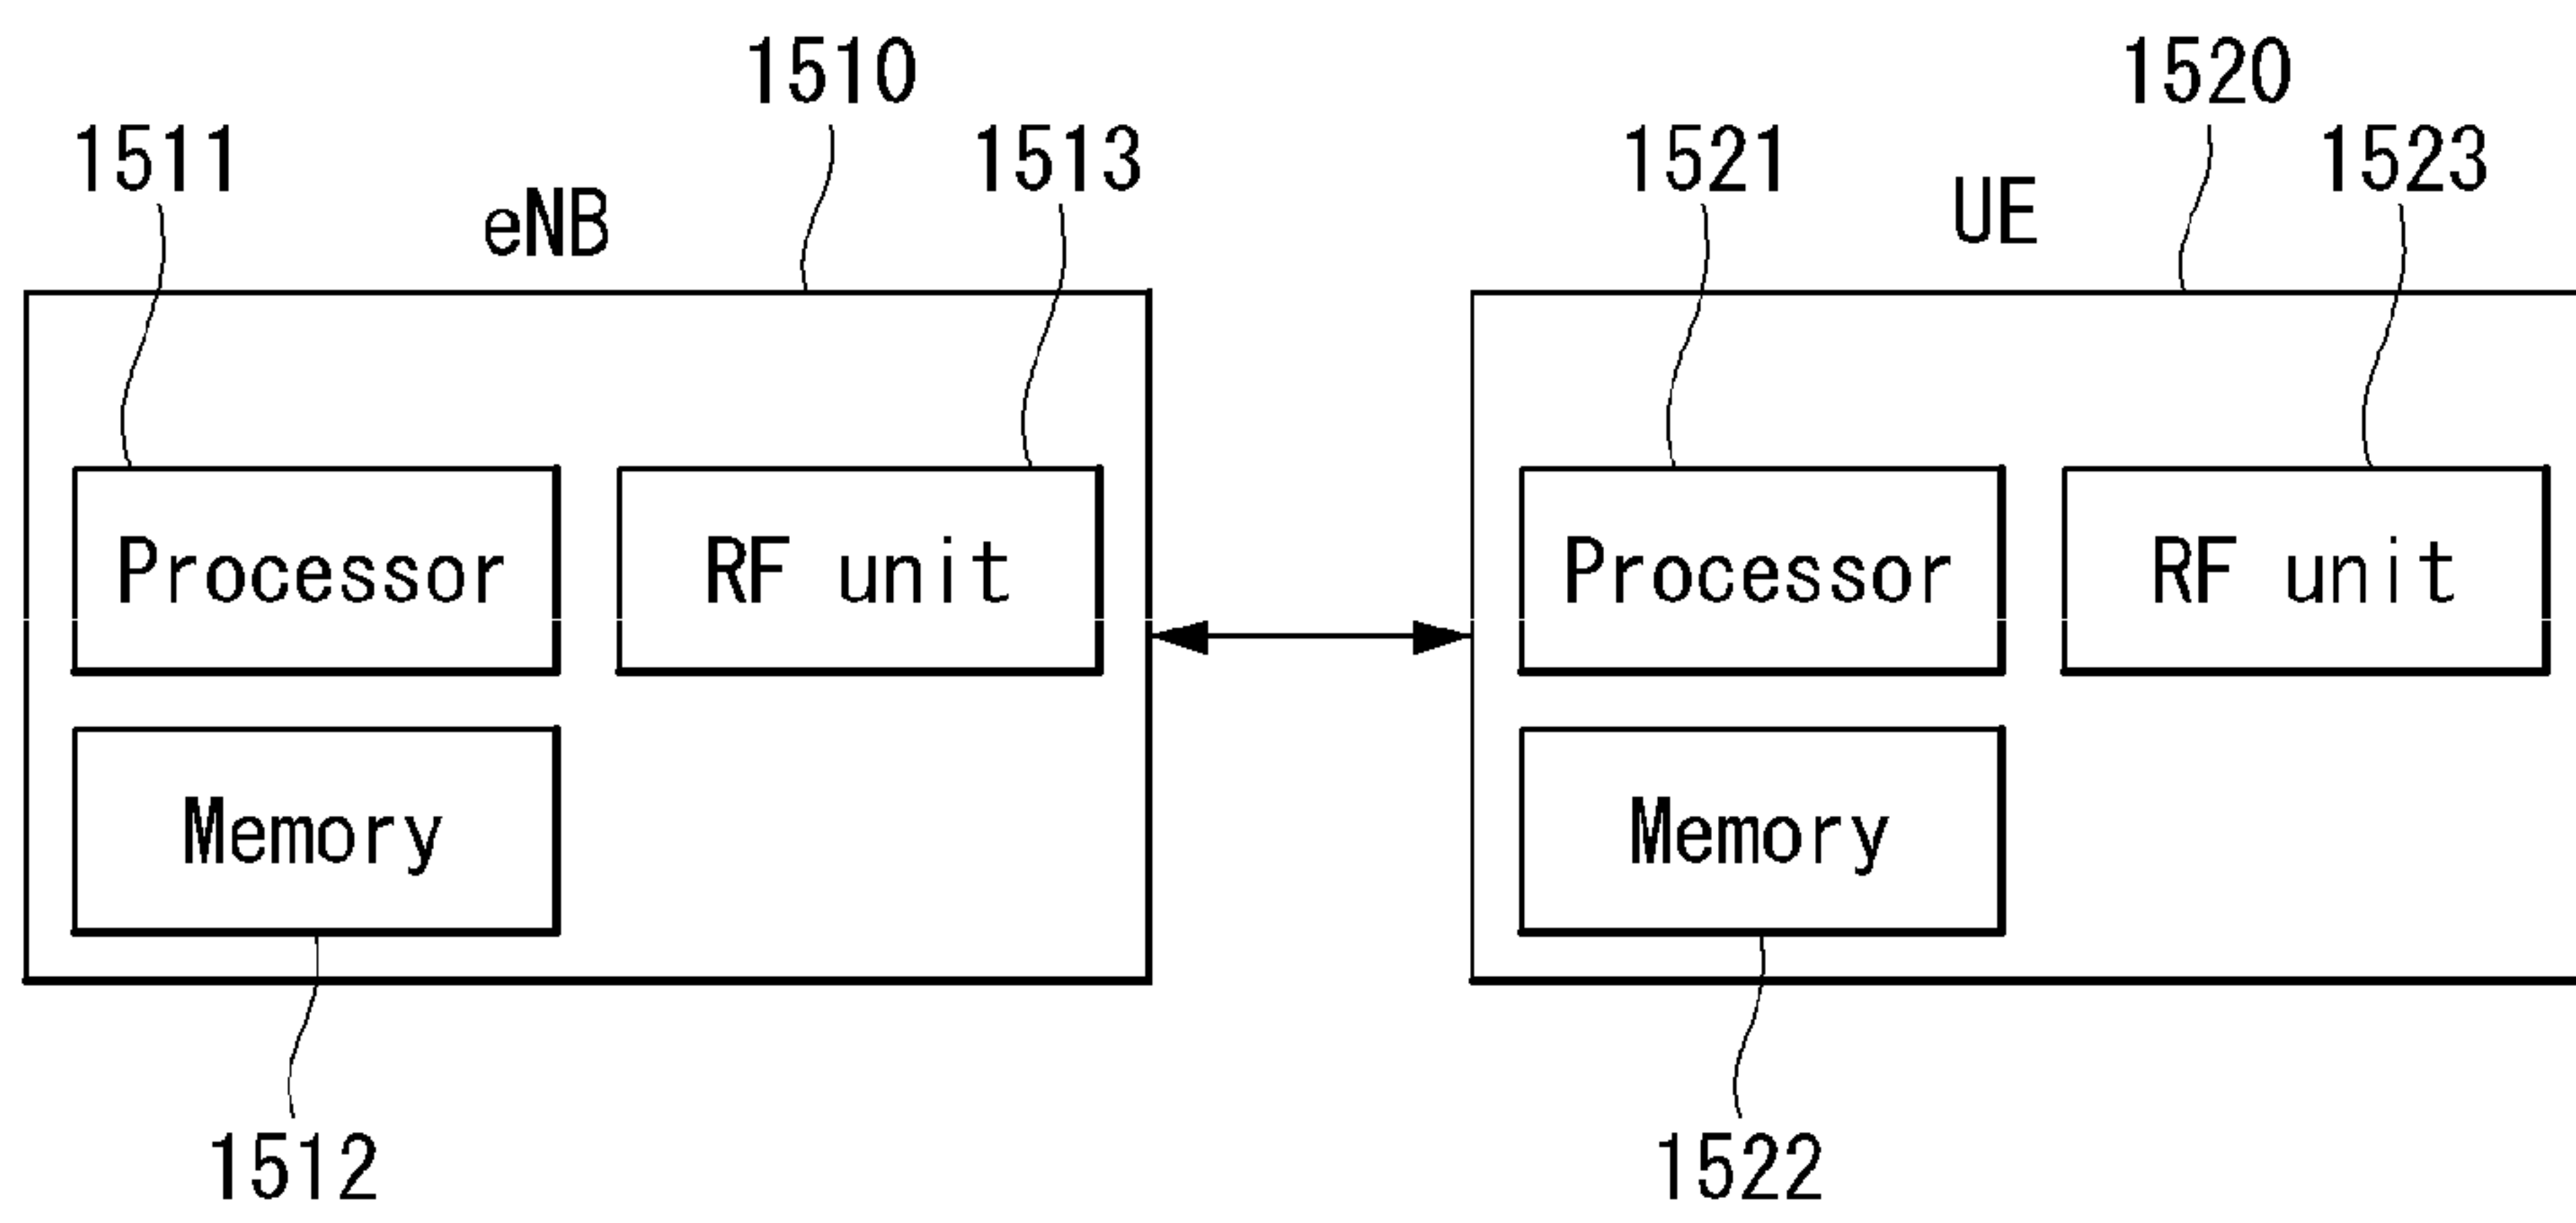 1510
1520
1511
1513
1521
1523
eNB
UE
Processor
RF unit
Processor
RF unit
Memory
Memory
1512
1522